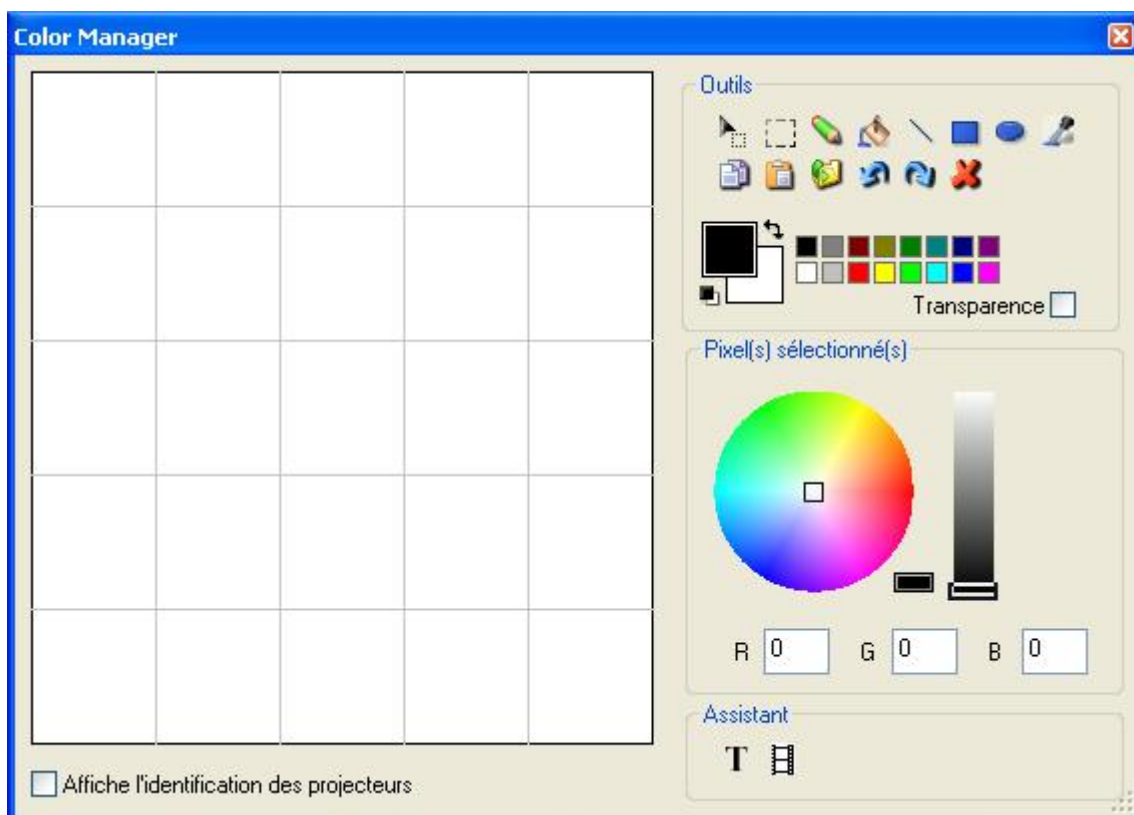 Color Manager
Outils
Transparence
Pixel(s) sélectionné(s)
R 0 G 0 B 0
Assistant
T
Affiche l'identification des projecteurs